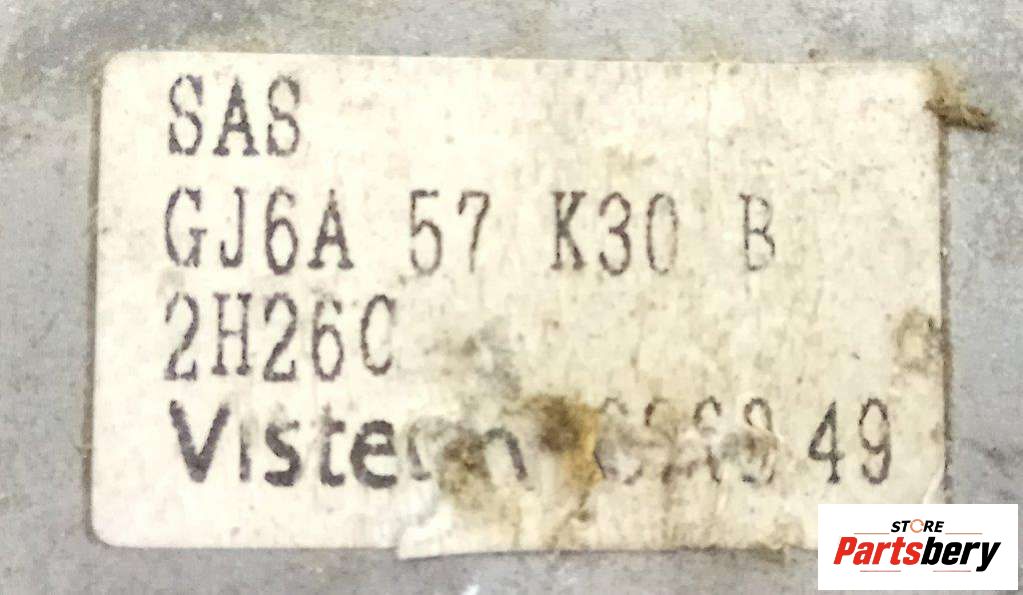 SAS
GJ6A 57 K30 B
2H26C
Visteon 49
STORE
Partsbery